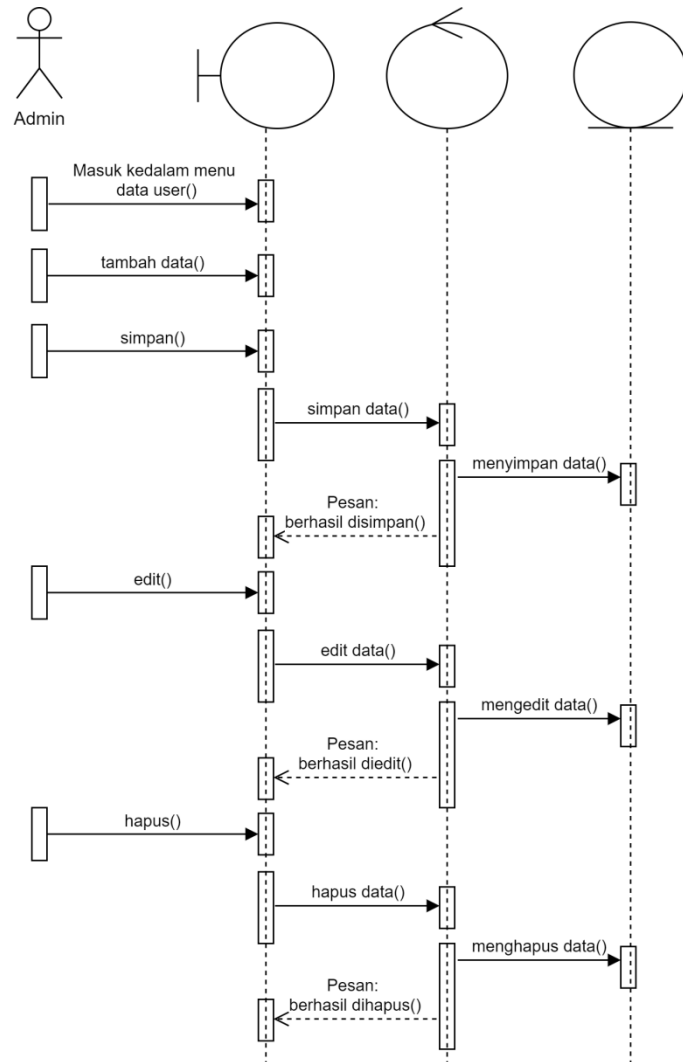 Admin
Masuk kedalam menu
data user()
tambah data()
simpan()
simpan data()
menyimpan data()
Pesan:
berhasil disimpan()
edit()
edit data()
mengedit data()
Pesan:
berhasil diedit()
hapus()
hapus data()
menghapus data()
Pesan:
berhasil dihapus()